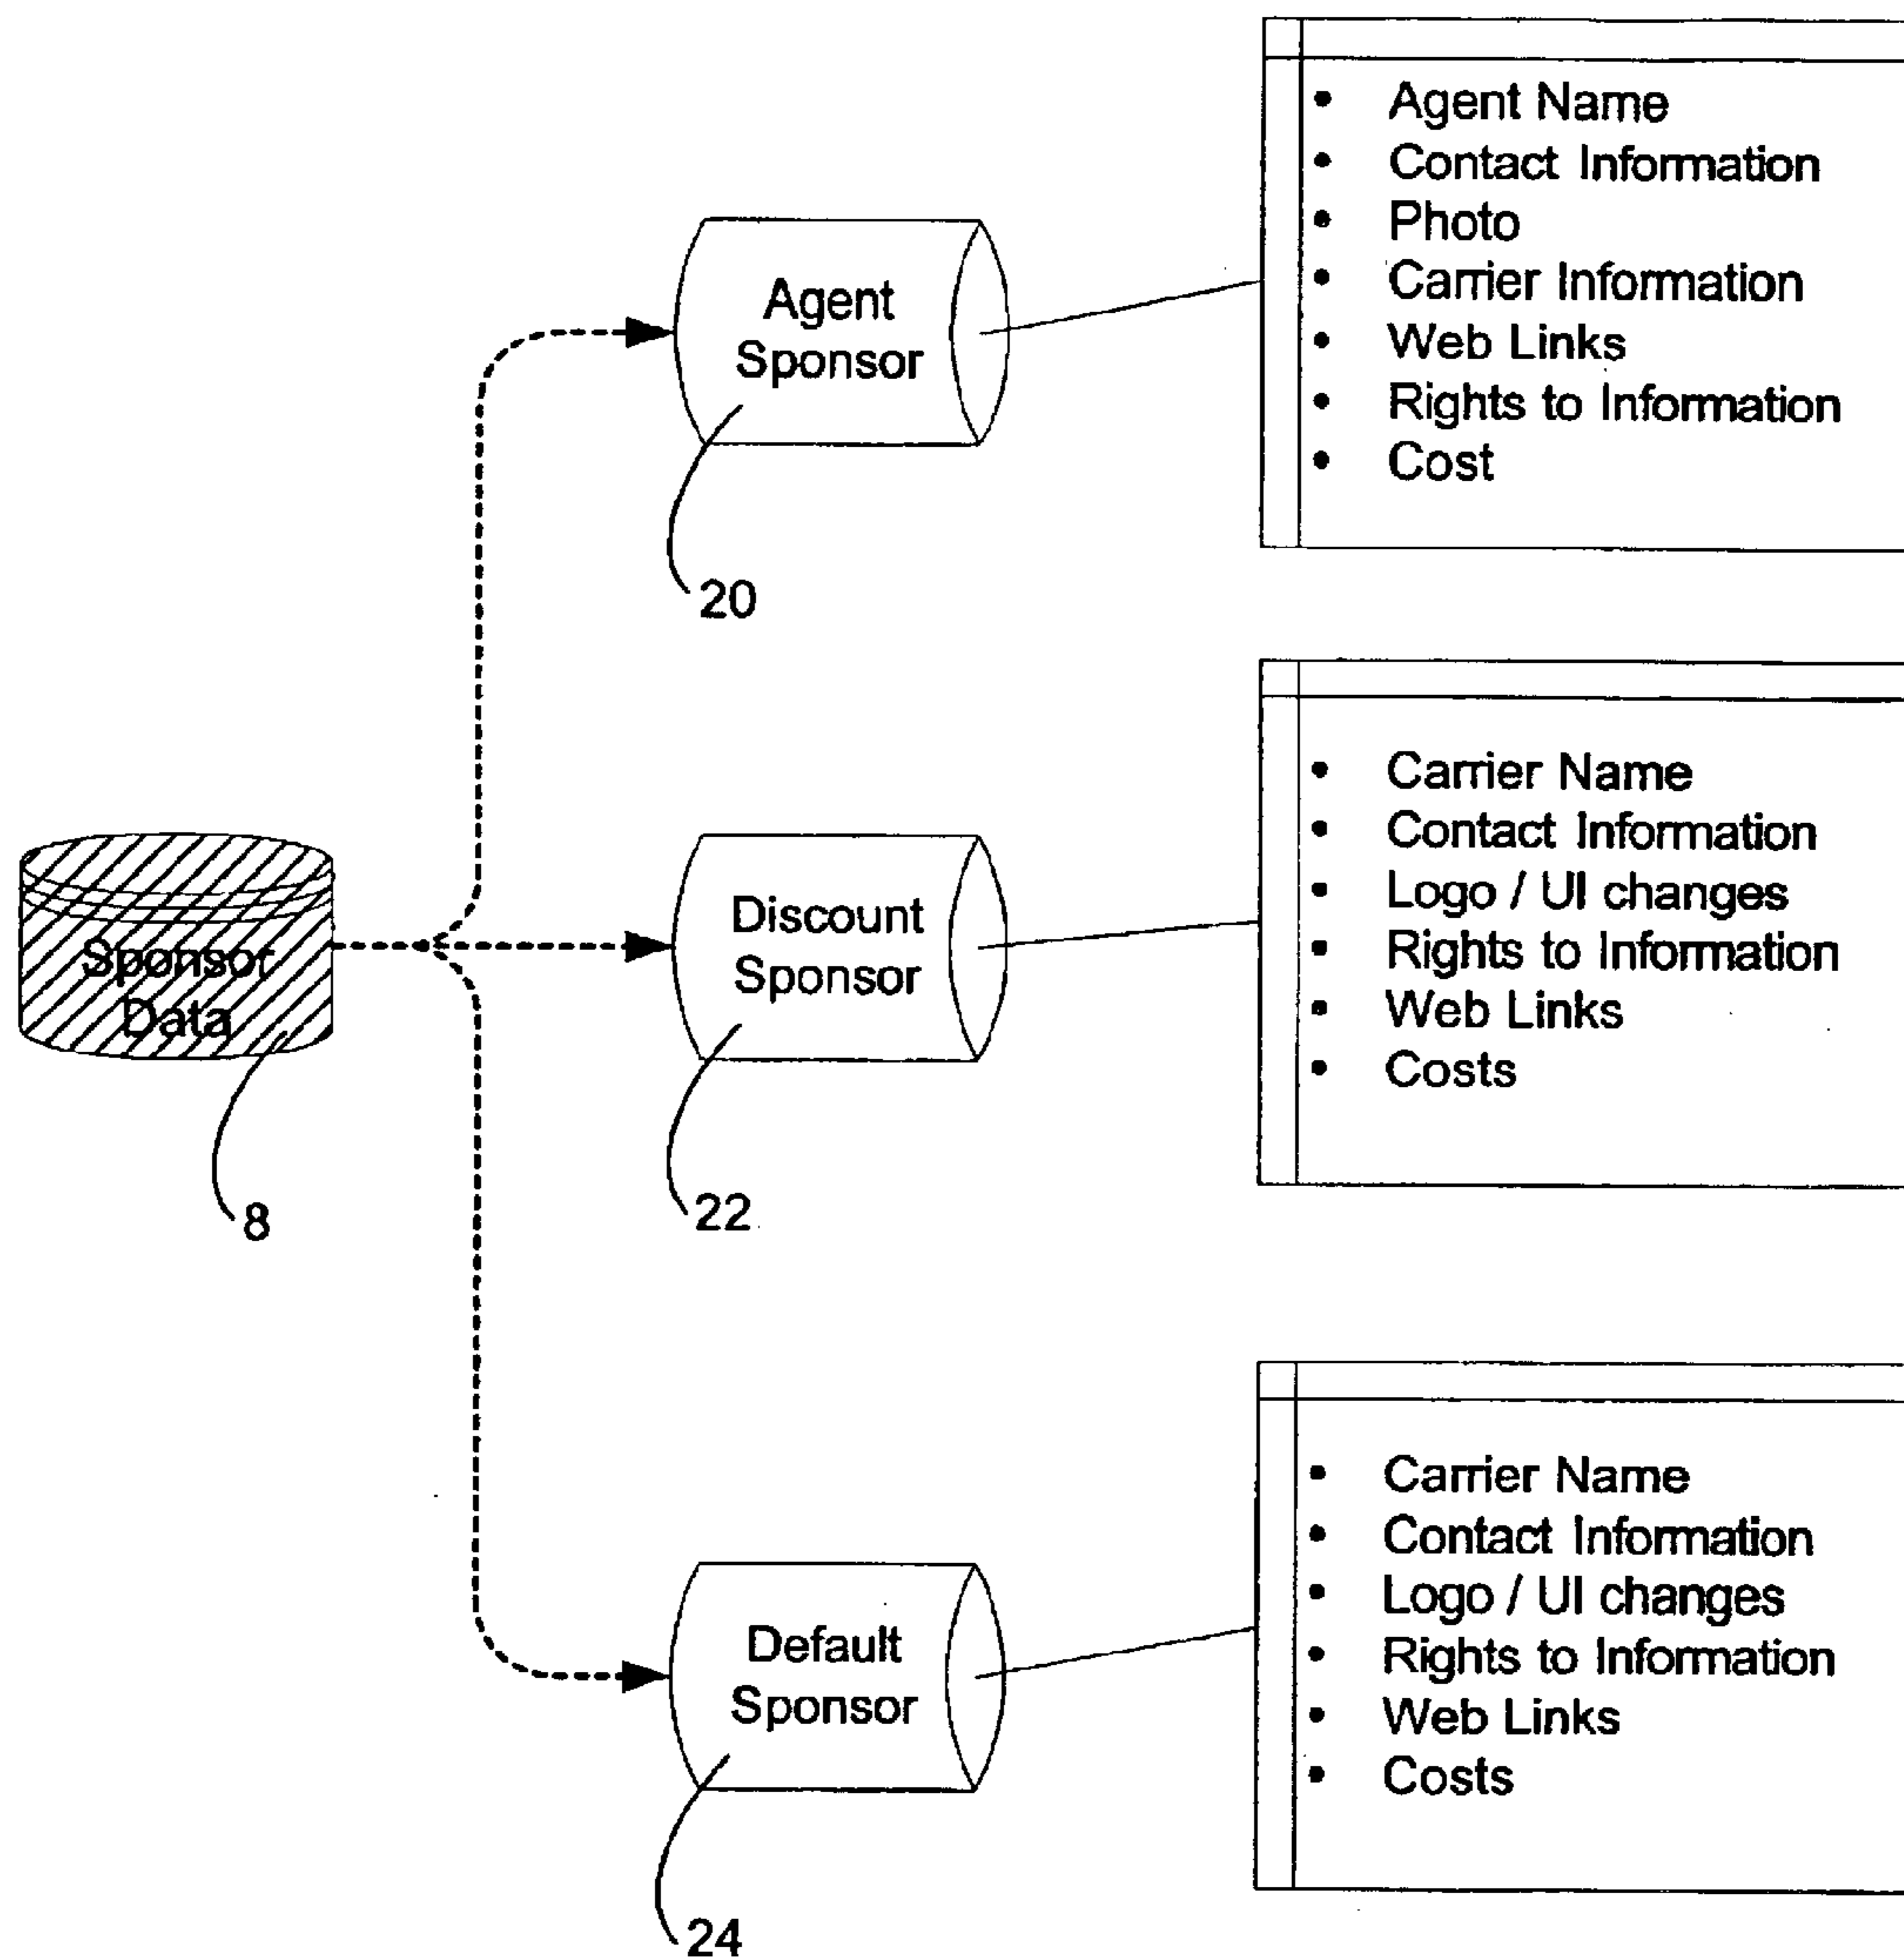 Agent
Sponsor
20
• Agent Name
• Contact Information
• Photo
• Carrier Information
• Web Links
• Rights to Information
• Cost
Sponsor
Data
8
Discount
Sponsor
22
• Carrier Name
• Contact Information
• Logo / UI changes
• Rights to Information
• Web Links
• Costs
Default
Sponsor
24
• Carrier Name
• Contact Information
• Logo / UI changes
• Rights to Information
• Web Links
• Costs